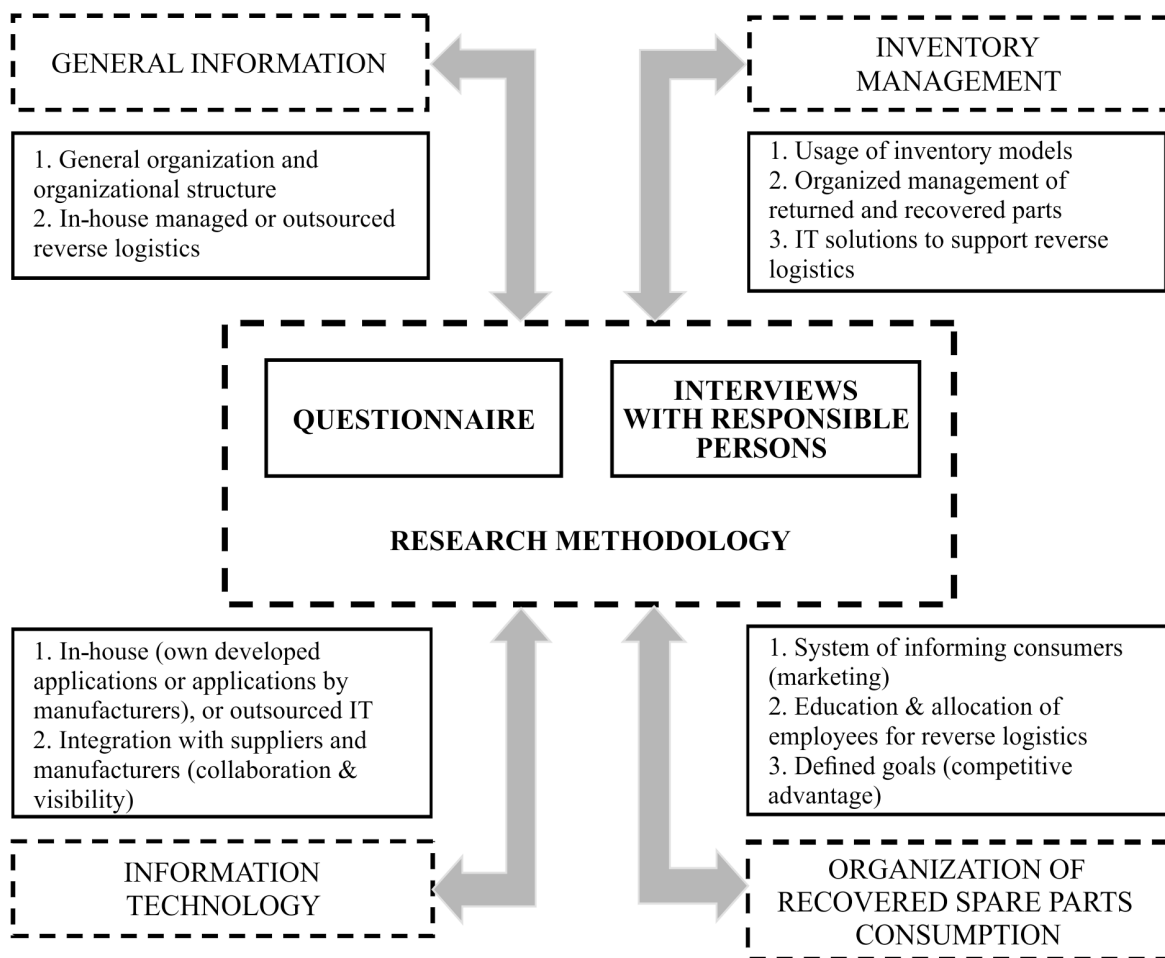 GENERAL INFORMATION
1. General organization and
organizational structure
2. In-house managed or outsourced
reverse logistics
INVENTORY
MANAGEMENT
1. Usage of inventory models
2. Organized management of
returned and recovered parts
3. IT solutions to support reverse
logistics
QUESTIONNAIRE
INTERVIEWS
WITH RESPONSIBLE
PERSONS
RESEARCH METHODOLOGY
1. In-house (own developed
applications or applications by
manufacturers), or outsourced IT
2. Integration with suppliers and
manufacturers (collaboration &
visibility)
INFORMATION
TECHNOLOGY
1. System of informing consumers
(marketing)
2. Education & allocation of
employees for reverse logistics
3. Defined goals (competitive
advantage)
ORGANIZATION OF
RECOVERED SPARE PARTS
CONSUMPTION